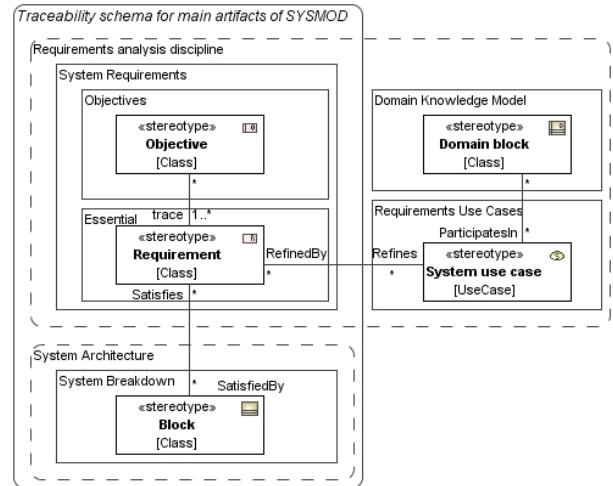 Traceability schema for main artifacts of SYSMOD
Requirements analysis discipline
System Requirements
Objectives
«stereotype»
Objective
[Class]
*
trace 1..*
Essential
«stereotype»
Requirement
[Class]
RefinedBy
*
Satisfies *
Domain Knowledge Model
«stereotype»
Domain block
[Class]
*
Requirements Use Cases
ParticipatesIn *
Refines
*
«stereotype»
System use case
[UseCase]
System Architecture
System Breakdown * SatisfiedBy
«stereotype»
Block
[Class]